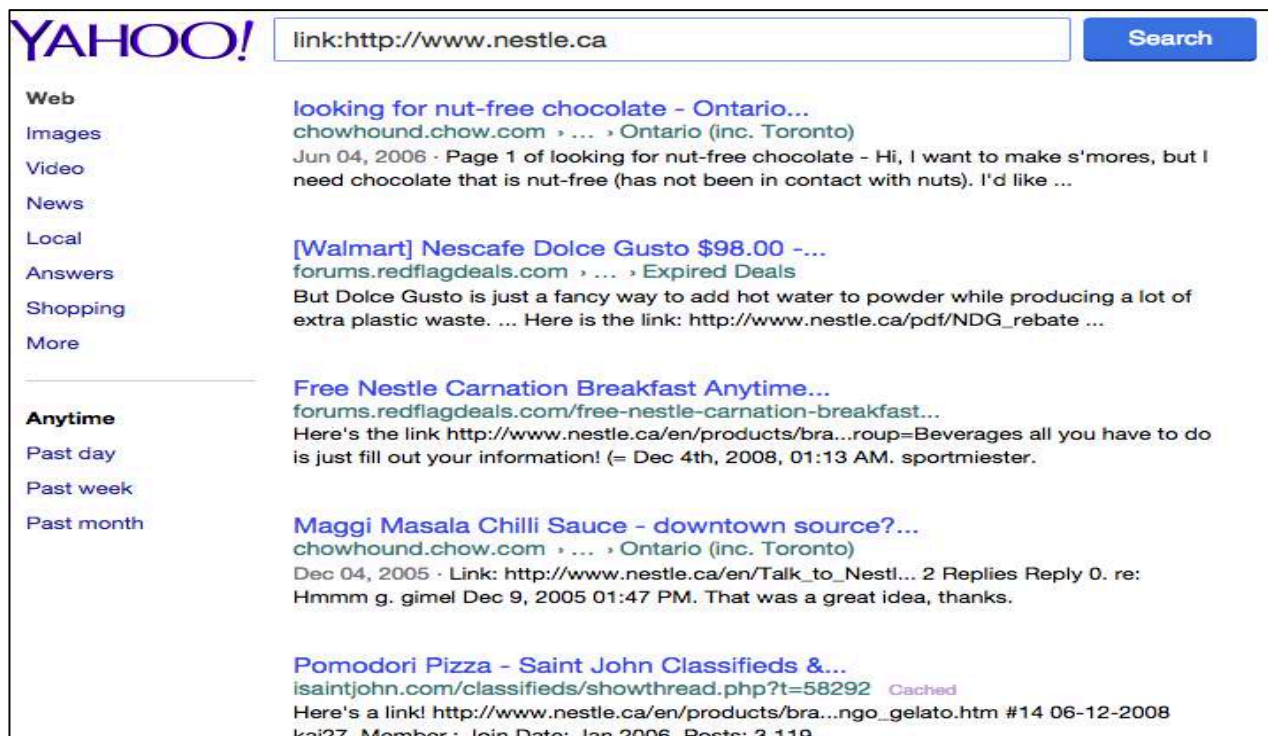 YAHOO!
link:http://www.nestle.ca
Search
Web
Images
Video
News
Local
Answers
Shopping
More
Anytime
Past day
Past week
Past month
looking for nut-free chocolate - Ontario...
chowhound.chow.com › ... › Ontario (inc. Toronto)
Jun 04, 2006 · Page 1 of looking for nut-free chocolate - Hi, I want to make s'mores, but I
need chocolate that is nut-free (has not been in contact with nuts). I'd like ...
[Walmart] Nescafe Dolce Gusto $98.00 -...
forums.redflagdeals.com › ... › Expired Deals
But Dolce Gusto is just a fancy way to add hot water to powder while producing a lot of
extra plastic waste. ... Here is the link: http://www.nestle.ca/pdf/NDG_rebate ...
Free Nestle Carnation Breakfast Anytime...
forums.redflagdeals.com/free-nestle-carnation-breakfast...
Here's the link http://www.nestle.ca/en/products/bra...roup=Beverages all you have to do
is just fill out your information! (= Dec 4th, 2008, 01:13 AM. sportmiester.
Maggi Masala Chilli Sauce - downtown source?...
chowhound.chow.com › ... › Ontario (inc. Toronto)
Dec 04, 2005 · Link: http://www.nestle.ca/en/Talk_to_Nestl... 2 Replies Reply 0. re:
Hmmm g. gimel Dec 9, 2005 01:47 PM. That was a great idea, thanks.
Pomodori Pizza - Saint John Classifieds &...
isaintjohn.com/classifieds/showthread.php?t=58292 Cached
Here's a link! http://www.nestle.ca/en/products/bra...ngo_gelato.htm #14 06-12-2008
kai27. Member : Join Date: Jan 2006. Posts: 3,119